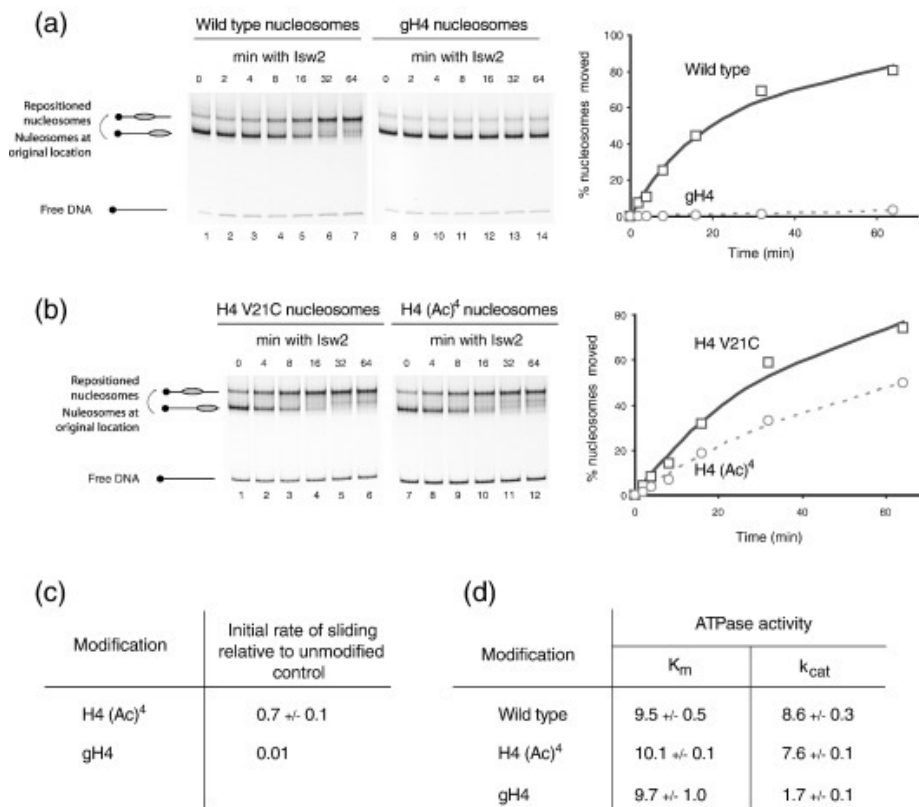 (a)
Wild type nucleosomes gH4 nucleosomes
min with Isw2 min with Isw2
0 2 4 8 16 32 64 0 2 4 8 16 32 64
Repositioned
nucleosomes
Nuleosomes at
original location
Free DNA
1 2 3 4 5 6 7 8 9 10 11 12 13 14
% nucleosomes moved
100
80
60
40
20
0
Wild type
gH4
0 20 40 60
Time (min)
(b)
H4 V21C nucleosomes H4 (Ac)⁴ nucleosomes
min with Isw2 min with Isw2
0 4 8 16 32 64 0 4 8 16 32 64
Repositioned
nucleosomes
Nuleosomes at
original location
Free DNA
1 2 3 4 5 6 7 8 9 10 11 12
% nucleosomes moved
80
60
40
20
0
H4 V21C
H4 (Ac)⁴
0 20 40 60
Time (min)
(c)
Modification Initial rate of sliding
relative to unmodified
control
H4 (Ac)⁴ 0.7 +/- 0.1
gH4 0.01
(d)
ATPase activity
Modification Km kcat
Wild type 9.5 +/- 0.5 8.6 +/- 0.3
H4 (Ac)⁴ 10.1 +/- 0.1 7.6 +/- 0.1
gH4 9.7 +/- 1.0 1.7 +/- 0.1